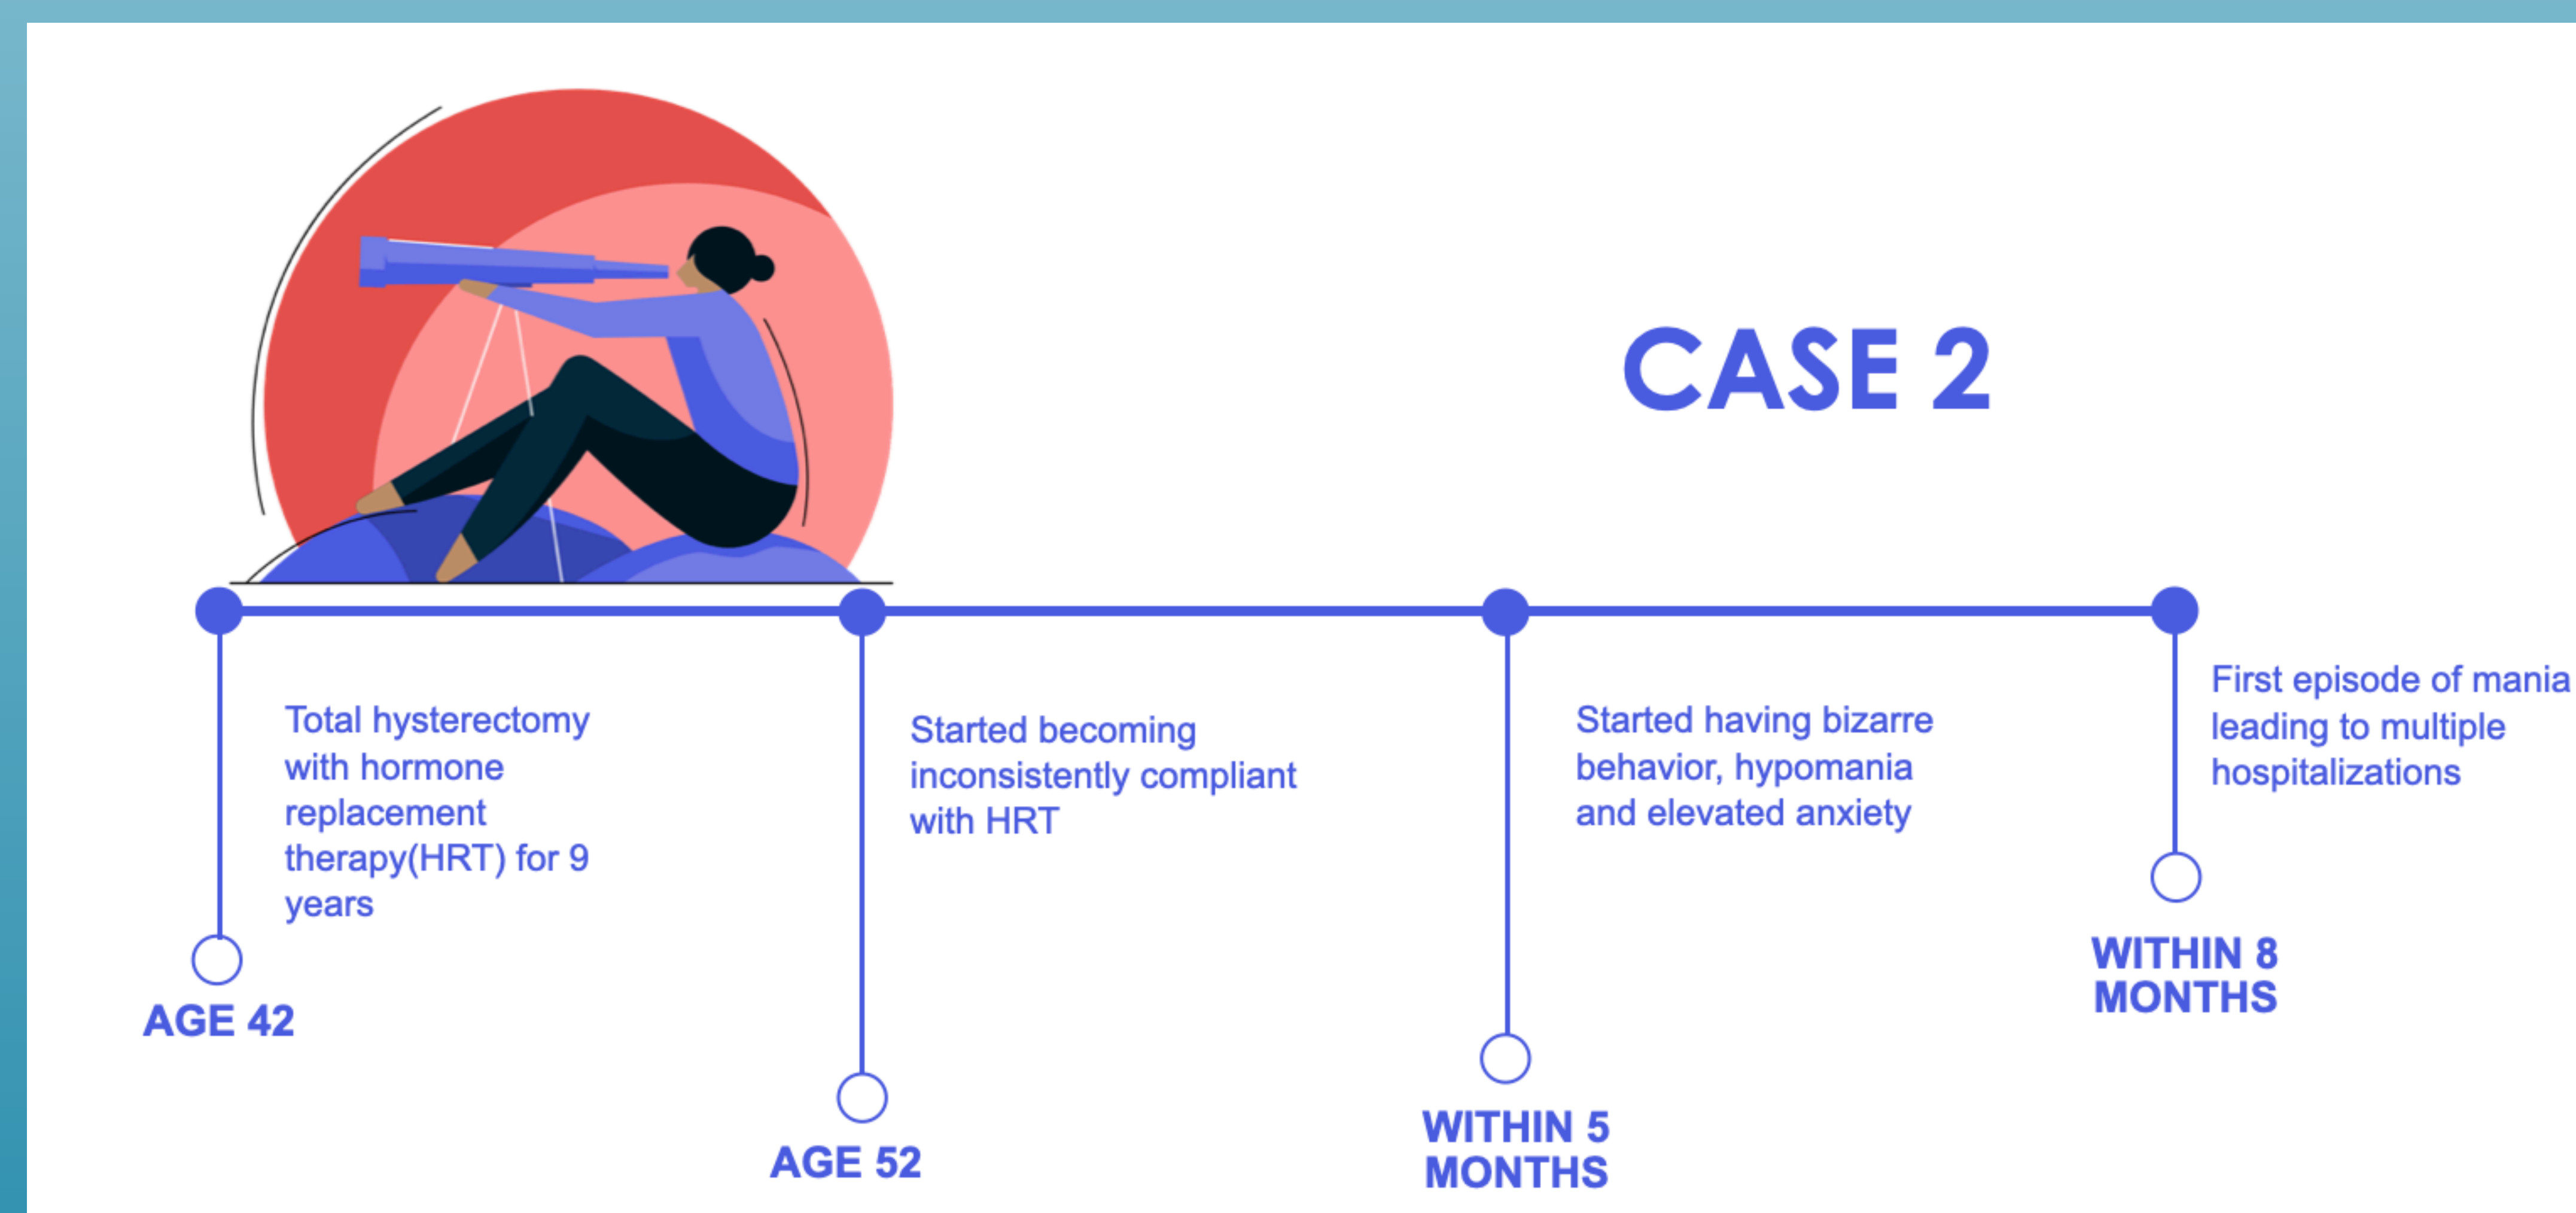 CASE 2
Total hysterectomy
with hormone
replacement
therapy(HRT) for 9
years
AGE 42
Started becoming
inconsistently compliant
with HRT
AGE 52
Started having bizarre
behavior, hypomania
and elevated anxiety
WITHIN 5
MONTHS
First episode of mania
leading to multiple
hospitalizations
WITHIN 8
MONTHS